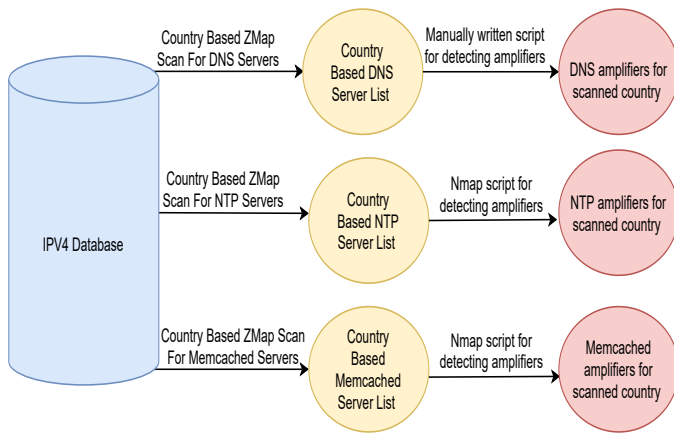 IPV4 Database
Country Based ZMap
Scan For DNS Servers
Country
Based DNS
Server List
Manually written script
for detecting amplifiers
DNS amplifiers for
scanned country
Country Based ZMap
Scan For NTP Servers
Country
Based NTP
Server List
Nmap script for
detecting amplifiers
NTP amplifiers for
scanned country
Country Based ZMap Scan
For Memcached Servers
Country
Based
Memcached
Server List
Nmap script for
detecting amplifiers
Memcached
amplifiers for
scanned country